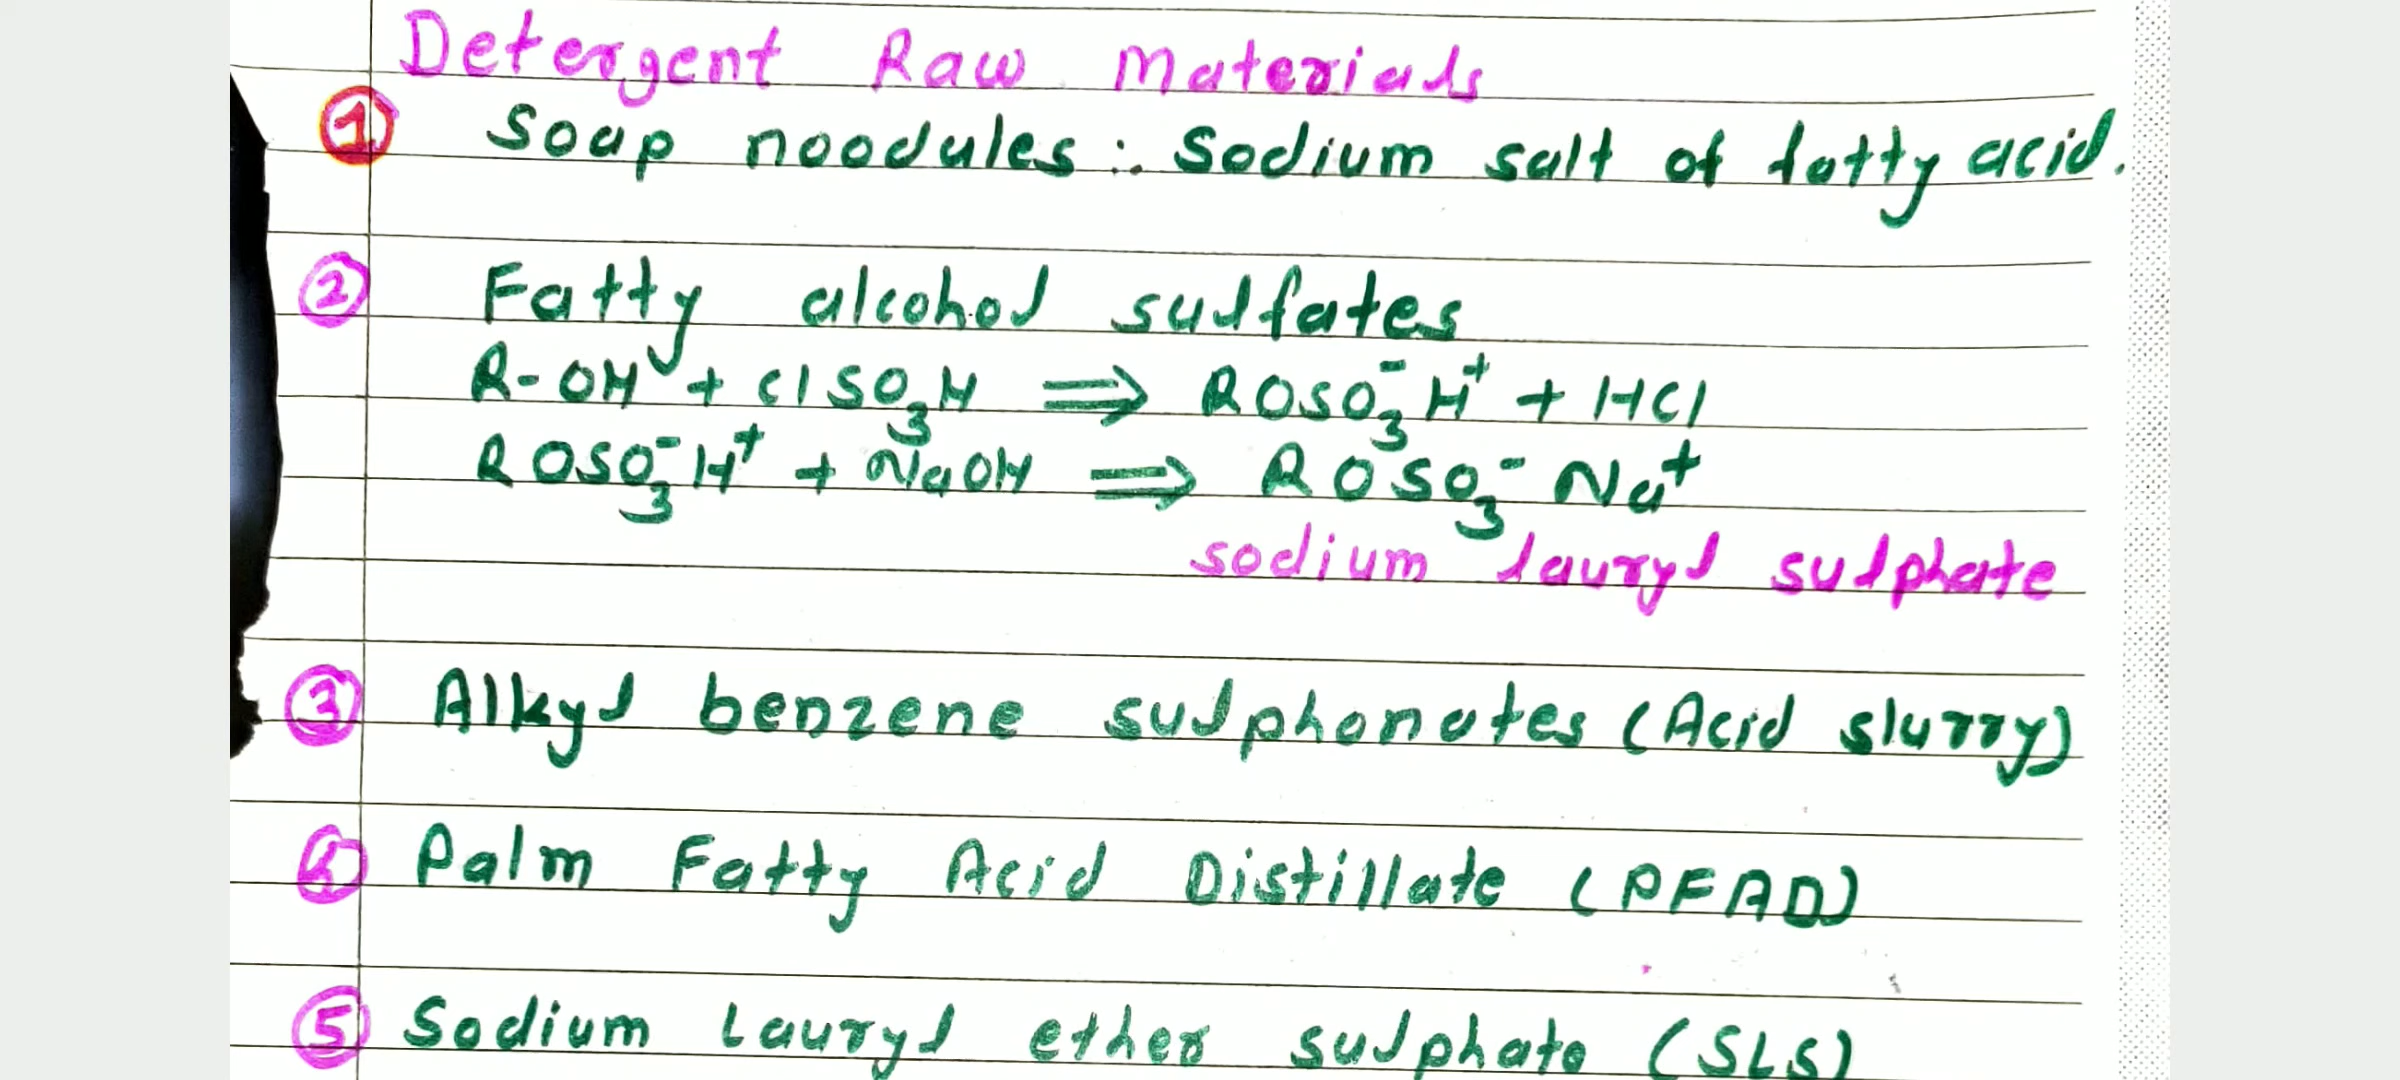 Detergent Raw Materials
① Soap noodules :. Sodium salt of fatty acid.
② Fatty alcohol sulfates
R-OH + ClSO₃H ⟹ ROSO₃⁻H⁺ + HCl
ROSO₃⁻H⁺ + NaOH ⟹ ROSO₃⁻Na⁺
sodium lauryl sulphate
③ Alkyl benzene sulphonates (Acid slurry)
④ Palm Fatty Acid Distillate (PFAD)
⑤ Sodium Lauryl ether sulphate (SLS)